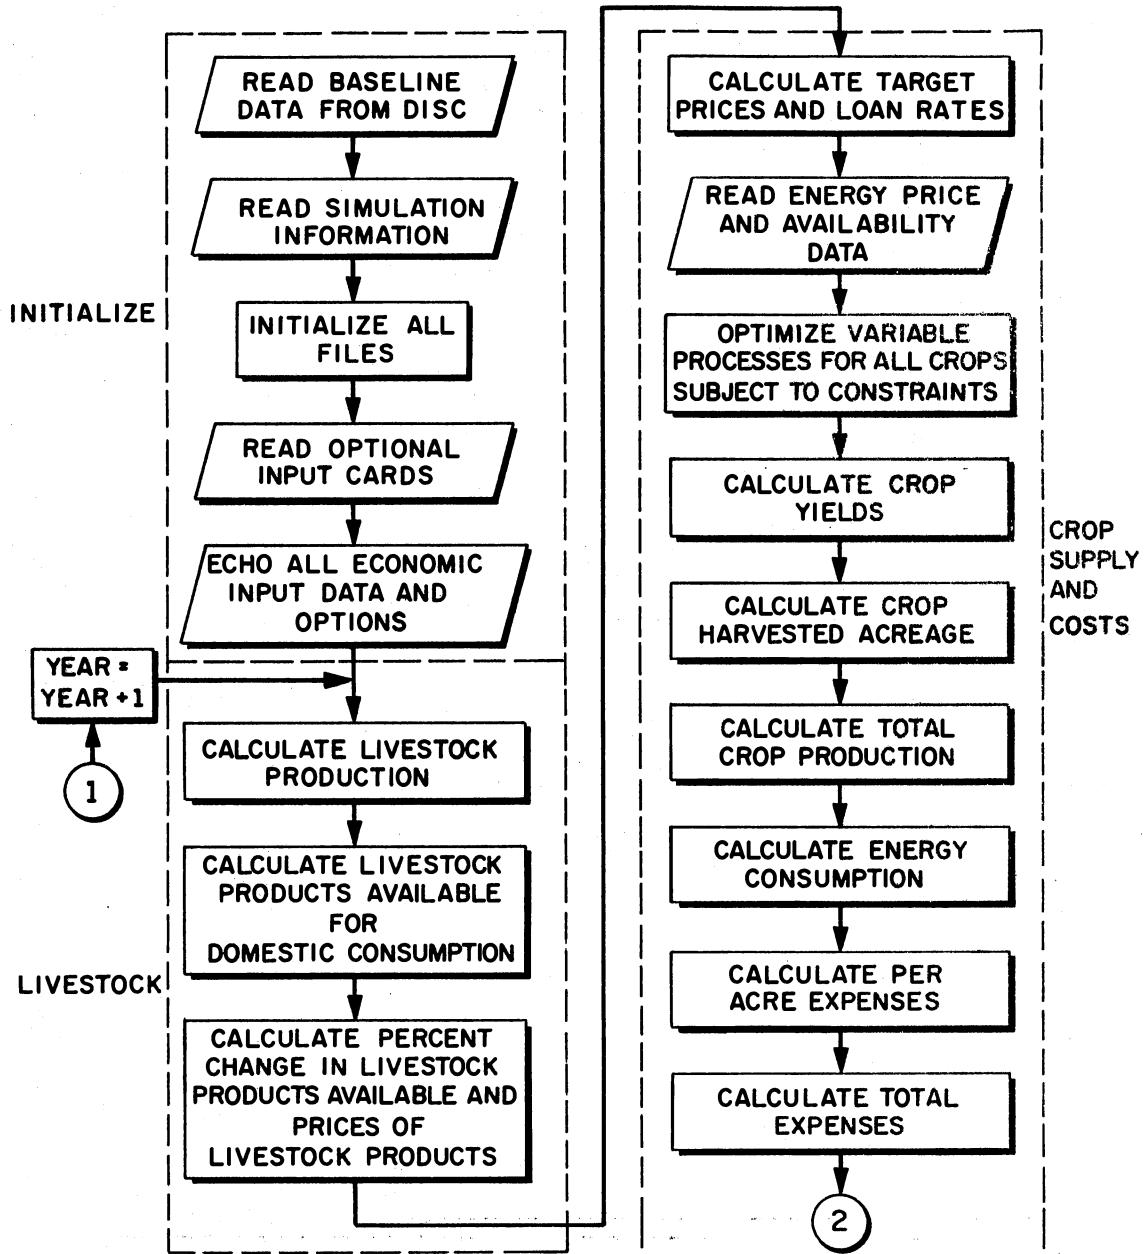 READ BASELINE
DATA FROM DISC
READ SIMULATION
INFORMATION
INITIALIZE
INITIALIZE ALL
FILES
READ OPTIONAL
INPUT CARDS
ECHO ALL ECONOMIC
INPUT DATA AND
OPTIONS
YEAR =
YEAR +1
1
CALCULATE LIVESTOCK
PRODUCTION
CALCULATE LIVESTOCK
PRODUCTS AVAILABLE
FOR
DOMESTIC CONSUMPTION
LIVESTOCK
CALCULATE PERCENT
CHANGE IN LIVESTOCK
PRODUCTS AVAILABLE AND
PRICES OF
LIVESTOCK PRODUCTS
CALCULATE TARGET
PRICES AND LOAN RATES
READ ENERGY PRICE
AND AVAILABILITY
DATA
OPTIMIZE VARIABLE
PROCESSES FOR ALL CROPS
SUBJECT TO CONSTRAINTS
CALCULATE CROP
YIELDS
CROP
SUPPLY
AND
COSTS
CALCULATE CROP
HARVESTED ACREAGE
CALCULATE TOTAL
CROP PRODUCTION
CALCULATE ENERGY
CONSUMPTION
CALCULATE PER
ACRE EXPENSES
CALCULATE TOTAL
EXPENSES
2